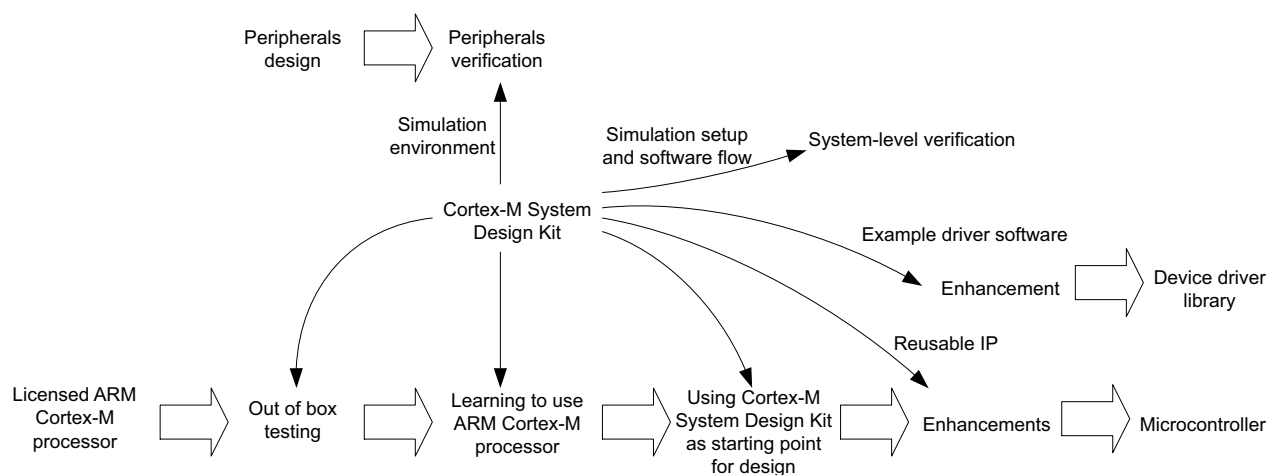 Peripherals
design
Peripherals
verification
Simulation
environment
Simulation setup
and software flow
System-level verification
Cortex-M System
Design Kit
Example driver software
Enhancement
Device driver
library
Reusable IP
Licensed ARM
Cortex-M
processor
Out of box
testing
Learning to use
ARM Cortex-M
processor
Using Cortex-M
System Design Kit
as starting point
for design
Enhancements
Microcontroller